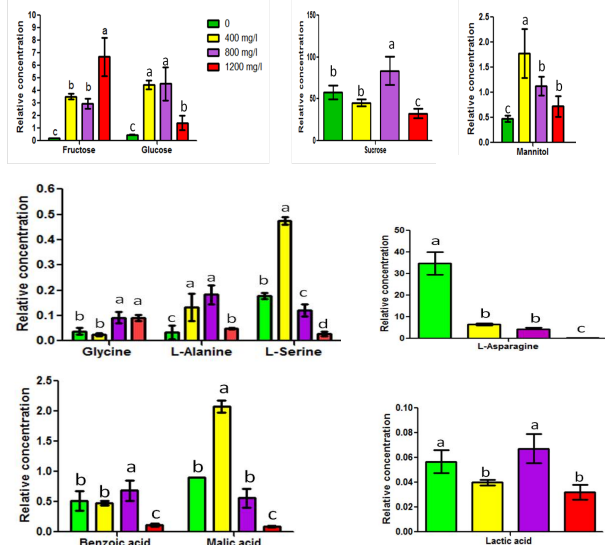 Relative concentration
10
9
8
7
6
5
4
3
2
1
0
c b b a
c a a b
Fructose Glucose
0
400 mg/l
800 mg/l
1200 mg/l
Relative concentration
150
100
50
0
b b a c
Sucrose
Relative concentration
2.5
2.0
1.5
1.0
0.5
0.0
c a b b
Mannitol
Relative concentration
0.6
0.5
0.4
0.3
0.2
0.1
0.0
b b a a
c a a b
b a c d
Glycine L-Alanine L-Serine
Relative concentration
50
40
30
20
10
0
a b b c
L-Asparagine
Relative concentration
2.5
2.0
1.5
1.0
0.5
0.0
b b a c
b a b c
Benzoic acid Malic acid
Relative concentration
0.10
0.08
0.06
0.04
0.02
0.00
a b a b
Lactic acid